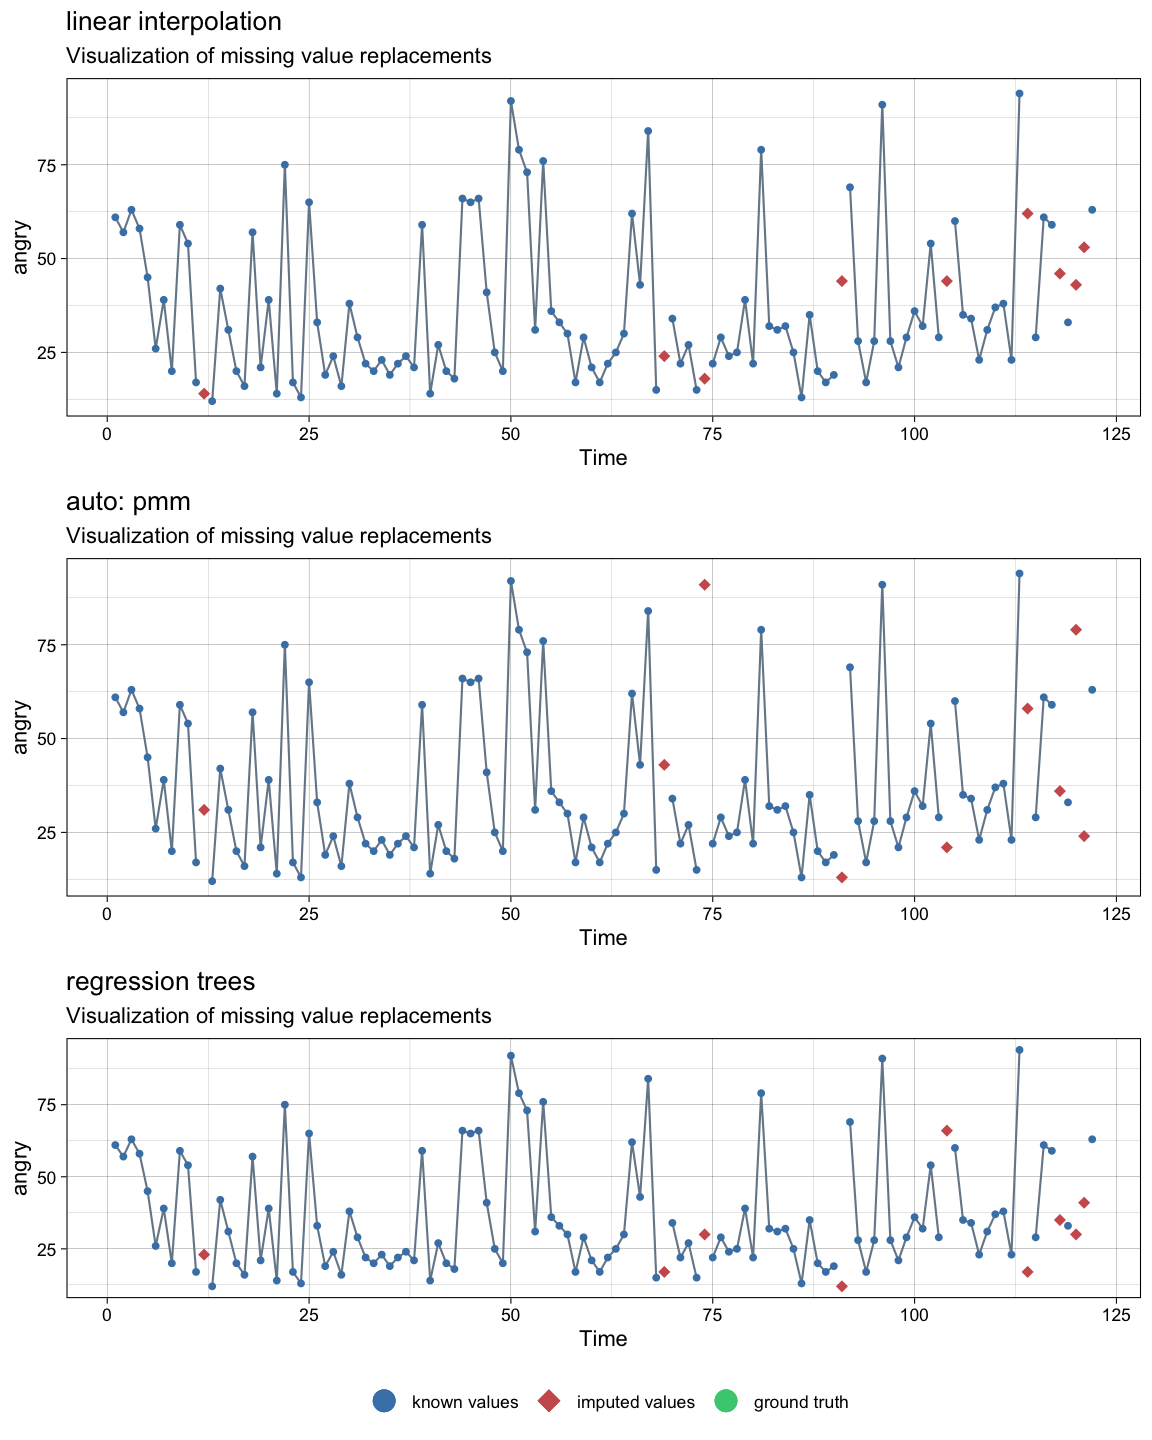 linear interpolation
Visualization of missing value replacements
75
50
25
angry
0 25 50 75 100 125
Time
auto: pmm
Visualization of missing value replacements
75
50
25
angry
0 25 50 75 100 125
Time
regression trees
Visualization of missing value replacements
75
50
25
angry
0 25 50 75 100 125
Time
known values imputed values ground truth